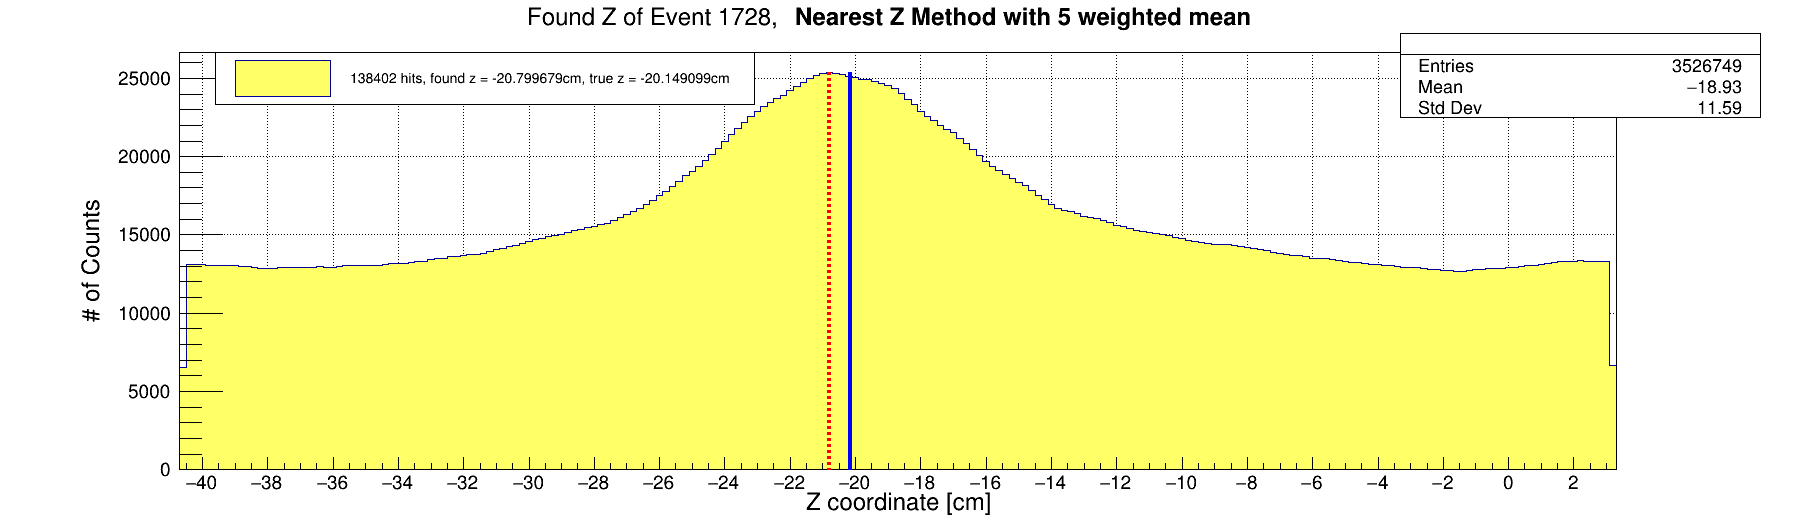 Found Z of Event 1728, Nearest Z Method with 5 weighted mean
138402 hits, found z = -20.799679cm, true z = -20.149099cm
Entries 3526749
Mean −18.93
Std Dev 11.59
# of Counts
25000
20000
15000
10000
5000
0
−40 −38 −36 −34 −32 −30 −28 −26 −24 −22 −20 −18 −16 −14 −12 −10 −8 −6 −4 −2 0 2
Z coordinate [cm]